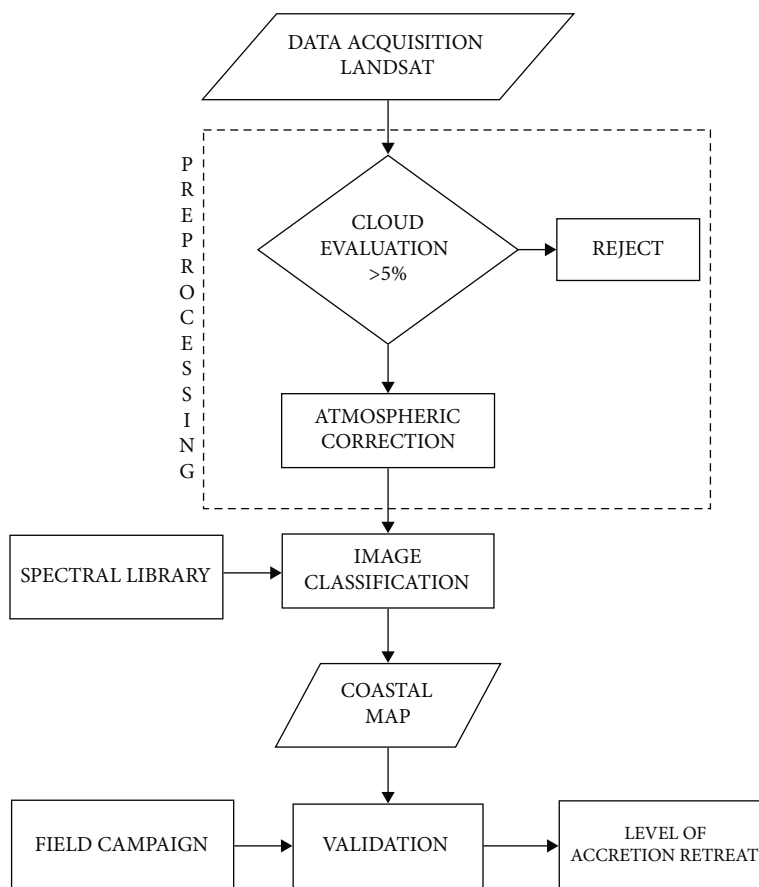 DATA ACQUISITION
LANDSAT
PREPROCESSING
CLOUD
EVALUATION
>5%
REJECT
ATMOSPHERIC
CORRECTION
SPECTRAL LIBRARY
IMAGE
CLASSIFICATION
COASTAL
MAP
FIELD CAMPAIGN
VALIDATION
LEVEL OF
ACCRETION RETREAT